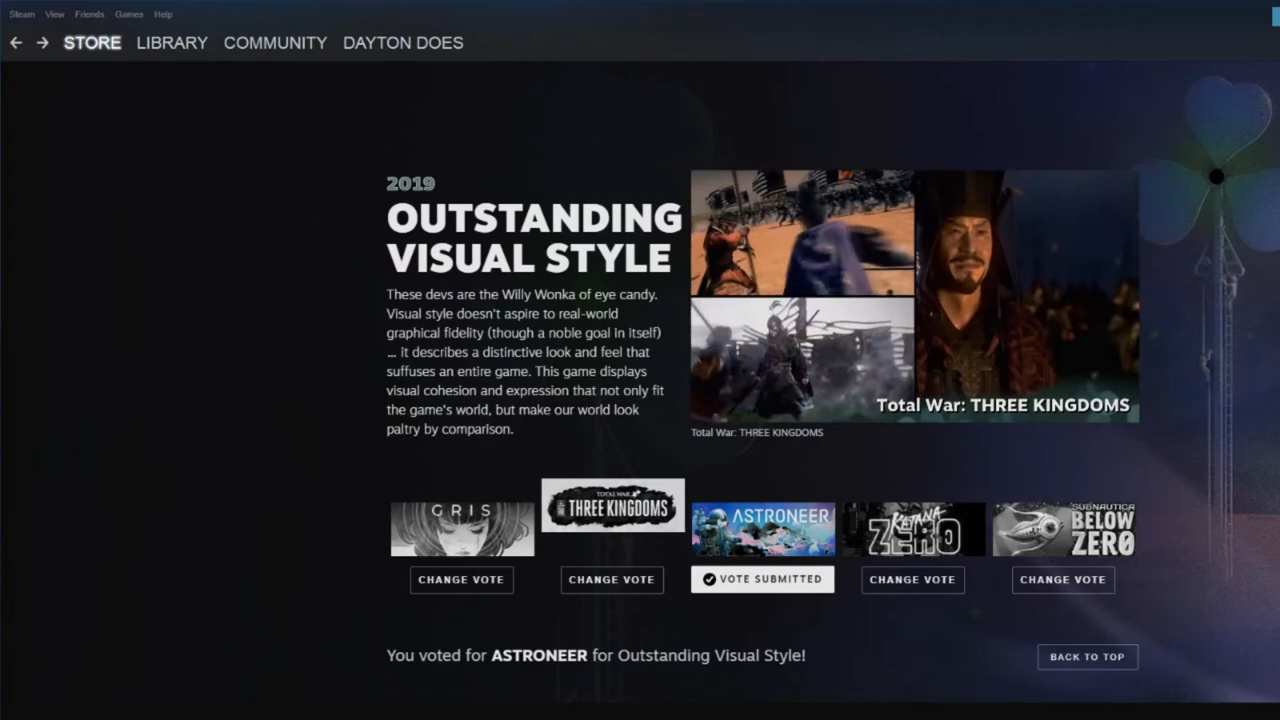 Steam View Friends Games Help
STORE LIBRARY COMMUNITY DAYTON DOES
2019
OUTSTANDING
VISUAL STYLE
These devs are the Willy Wonka of eye candy.
Visual style doesn't aspire to real-world
graphical fidelity (though a noble goal in itself)
... it describes a distinctive look and feel that
suffuses an entire game. This game displays
visual cohesion and expression that not only fit
the game's world, but make our world look
paltry by comparison.
Total War: THREE KINGDOMS
Total War: THREE KINGDOMS
GRIS
TOTAL WAR
THREE KINGDOMS
ASTRONEER
KATANA
ZERO
SUBNAUTICA
BELOW
ZERØ
CHANGE VOTE
CHANGE VOTE
VOTE SUBMITTED
CHANGE VOTE
CHANGE VOTE
You voted for ASTRONEER for Outstanding Visual Style!
BACK TO TOP